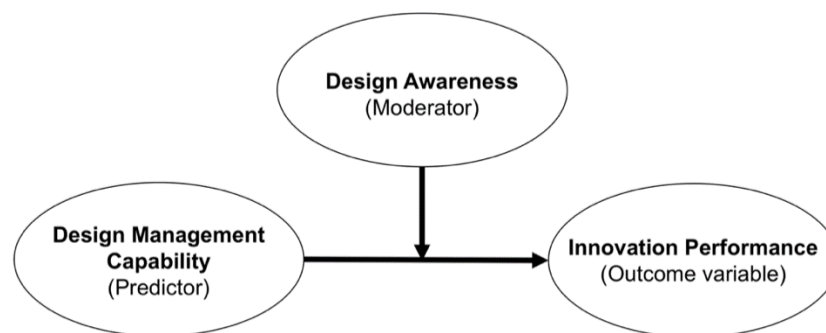 Design Awareness
(Moderator)
Design Management
Capability
(Predictor)
Innovation Performance
(Outcome variable)